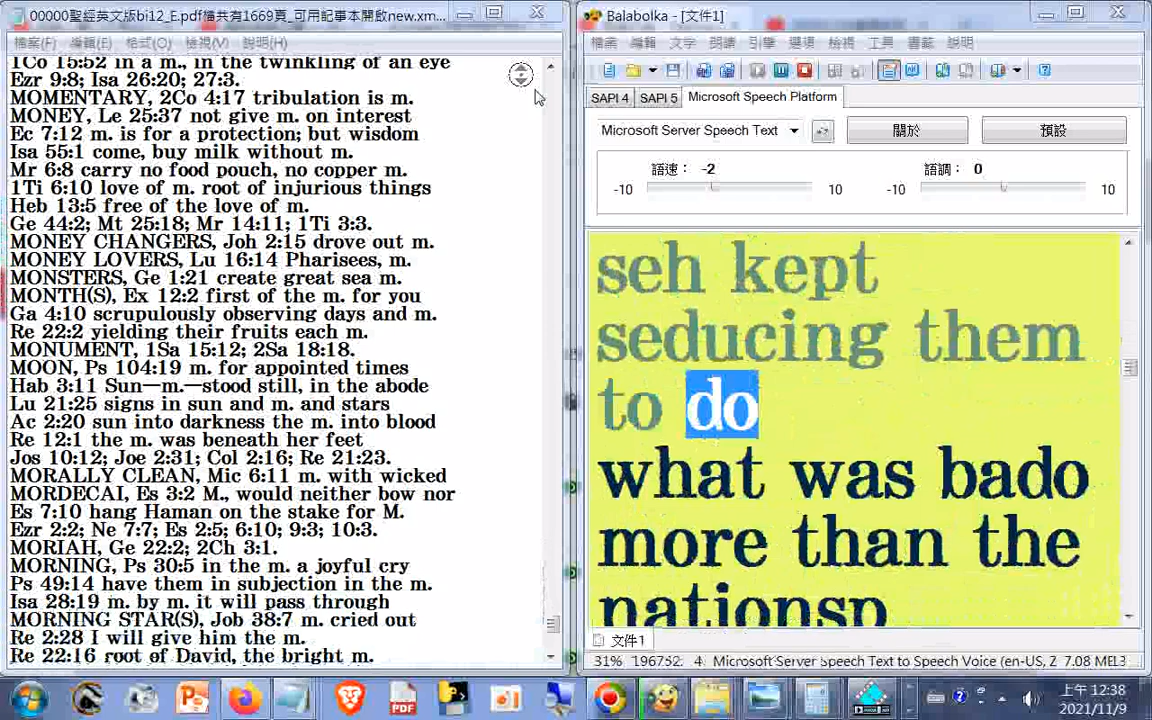 00000聖經英文版bi12_E.pdf檔共有1669頁_可用記事本開啟new.xm...
檔案(F) 編輯(E) 格式(O) 檢視(V) 說明(H)
1Co 15:52 in a m., in the twinkling of an eye
Ezr 9:8; Isa 26:20; 27:3.
MOMENTARY, 2Co 4:17 tribulation is m.
MONEY, Le 25:37 not give m. on interest
Ec 7:12 m. is for a protection; but wisdom
Isa 55:1 come, buy milk without m.
Mr 6:8 carry no food pouch, no copper m.
1Ti 6:10 love of m. root of injurious things
Heb 13:5 free of the love of m.
Ge 44:2; Mt 25:18; Mr 14:11; 1Ti 3:3.
MONEY CHANGERS, Joh 2:15 drove out m.
MONEY LOVERS, Lu 16:14 Pharisees, m.
MONSTERS, Ge 1:21 create great sea m.
MONTH(S), Ex 12:2 first of the m. for you
Ga 4:10 scrupulously observing days and m.
Re 22:2 yielding their fruits each m.
MONUMENT, 1Sa 15:12; 2Sa 18:18.
MOON, Ps 104:19 m. for appointed times
Hab 3:11 Sun—m.—stood still, in the abode
Lu 21:25 signs in sun and m. and stars
Ac 2:20 sun into darkness the m. into blood
Re 12:1 the m. was beneath her feet
Jos 10:12; Joe 2:31; Col 2:16; Re 21:23.
MORALLY CLEAN, Mic 6:11 m. with wicked
MORDECAI, Es 3:2 M., would neither bow nor
Es 7:10 hang Haman on the stake for M.
Ezr 2:2; Ne 7:7; Es 2:5; 6:10; 9:3; 10:3.
MORIAH, Ge 22:2; 2Ch 3:1.
MORNING, Ps 30:5 in the m. a joyful cry
Ps 49:14 have them in subjection in the m.
Isa 28:19 m. by m. it will pass through
MORNING STAR(S), Job 38:7 m. cried out
Re 2:28 I will give him the m.
Re 22:16 root of David, the bright m.
Balabolka - [文件1]
檔案 編輯 文字 朗讀 引擎 選項 檢視 工具 書籤 說明
SAPI 4 SAPI 5 Microsoft Speech Platform
Microsoft Server Speech Text 關於 預設
語速： -2 語調： 0
-10 10 -10 10
seh kept
seducing them
to do
what was bado
more than the
nationsp
文件1
31% 196752. 4 Microsoft Server Speech Text to Speech Voice (en-US, Z 7.08 MEL3
PDF
上午 12:38
2021/11/9